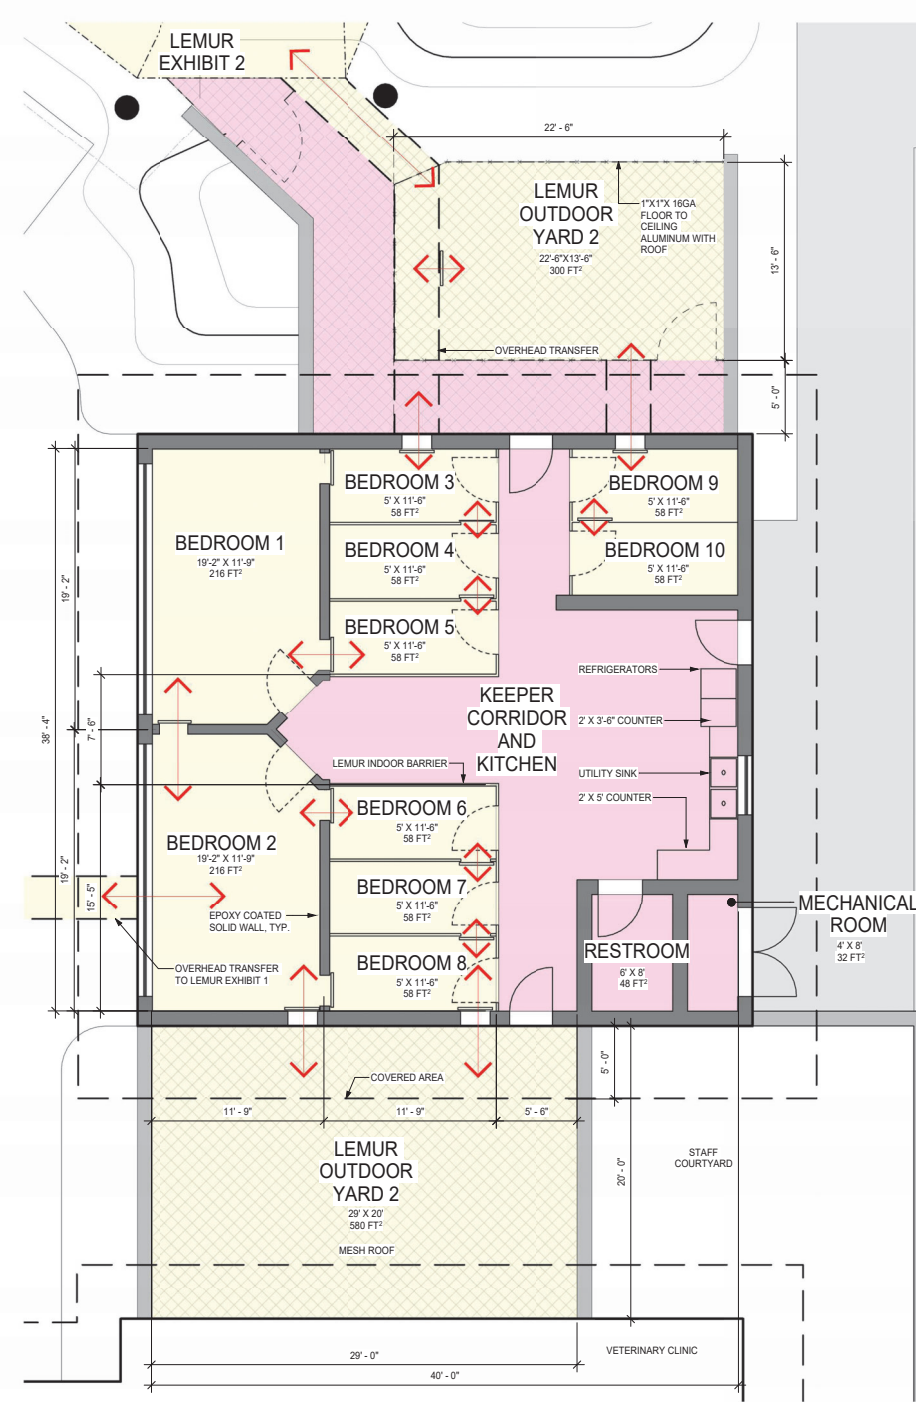 LEMUR
EXHIBIT 2
22' - 6"
LEMUR
OUTDOOR
YARD 2
22'-6"X13'-6"
300 FT²
1"X1"X 16GA
FLOOR TO
CEILING
ALUMINUM WITH
ROOF
13' - 6"
OVERHEAD TRANSFER
5' - 0"
BEDROOM 1
19'-2" X 11'-9"
216 FT²
BEDROOM 3
5' X 11'-6"
58 FT²
BEDROOM 4
5' X 11'-6"
58 FT²
BEDROOM 5
5' X 11'-6"
58 FT²
BEDROOM 9
5' X 11'-6"
58 FT²
BEDROOM 10
5' X 11'-6"
58 FT²
19' - 2"
38' - 4"
7' - 6"
19' - 2"
15' - 5"
KEEPER
CORRIDOR
AND
KITCHEN
REFRIGERATORS
2' X 3'-6" COUNTER
UTILITY SINK
2' X 5' COUNTER
LEMUR INDOOR BARRIER
BEDROOM 2
19'-2" X 11'-9"
216 FT²
BEDROOM 6
5' X 11'-6"
58 FT²
BEDROOM 7
5' X 11'-6"
58 FT²
BEDROOM 8
5' X 11'-6"
58 FT²
EPOXY COATED
SOLID WALL, TYP.
OVERHEAD TRANSFER
TO LEMUR EXHIBIT 1
RESTROOM
6' X 8'
48 FT²
MECHANICAL
ROOM
4' X 8'
32 FT²
COVERED AREA
11' - 9"
11' - 9"
5' - 6"
5' - 0"
20' - 0"
LEMUR
OUTDOOR
YARD 2
29' X 20'
580 FT²
MESH ROOF
STAFF
COURTYARD
VETERINARY CLINIC
29' - 0"
40' - 0"